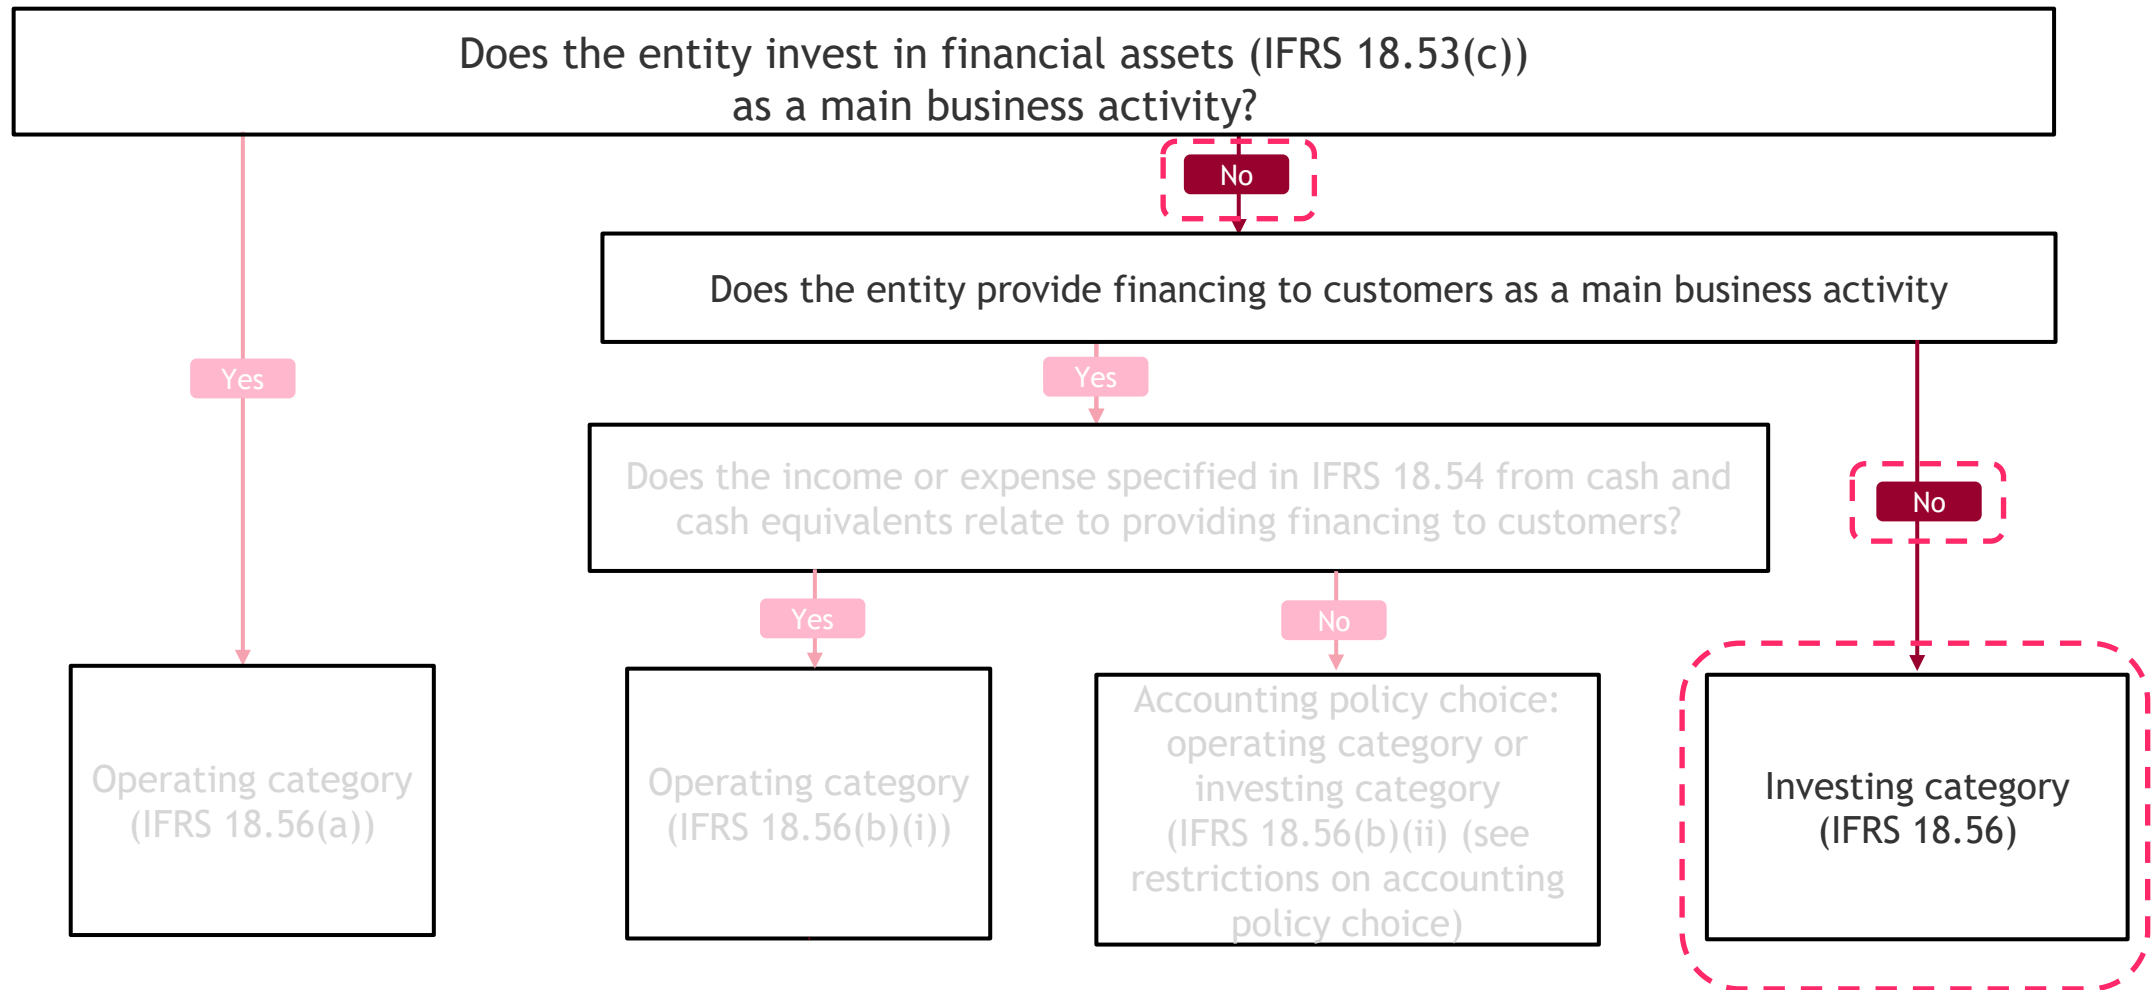 Does the entity invest in financial assets (IFRS 18.53(c))
as a main business activity?
No
Does the entity provide financing to customers as a main business activity
Yes
Yes
Does the income or expense specified in IFRS 18.54 from cash and
cash equivalents relate to providing financing to customers?
No
Yes
No
Operating category
(IFRS 18.56(a))
Operating category
(IFRS 18.56(b)(i))
Accounting policy choice:
operating category or
investing category
(IFRS 18.56(b)(ii) (see
restrictions on accounting
policy choice)
Investing category
(IFRS 18.56)